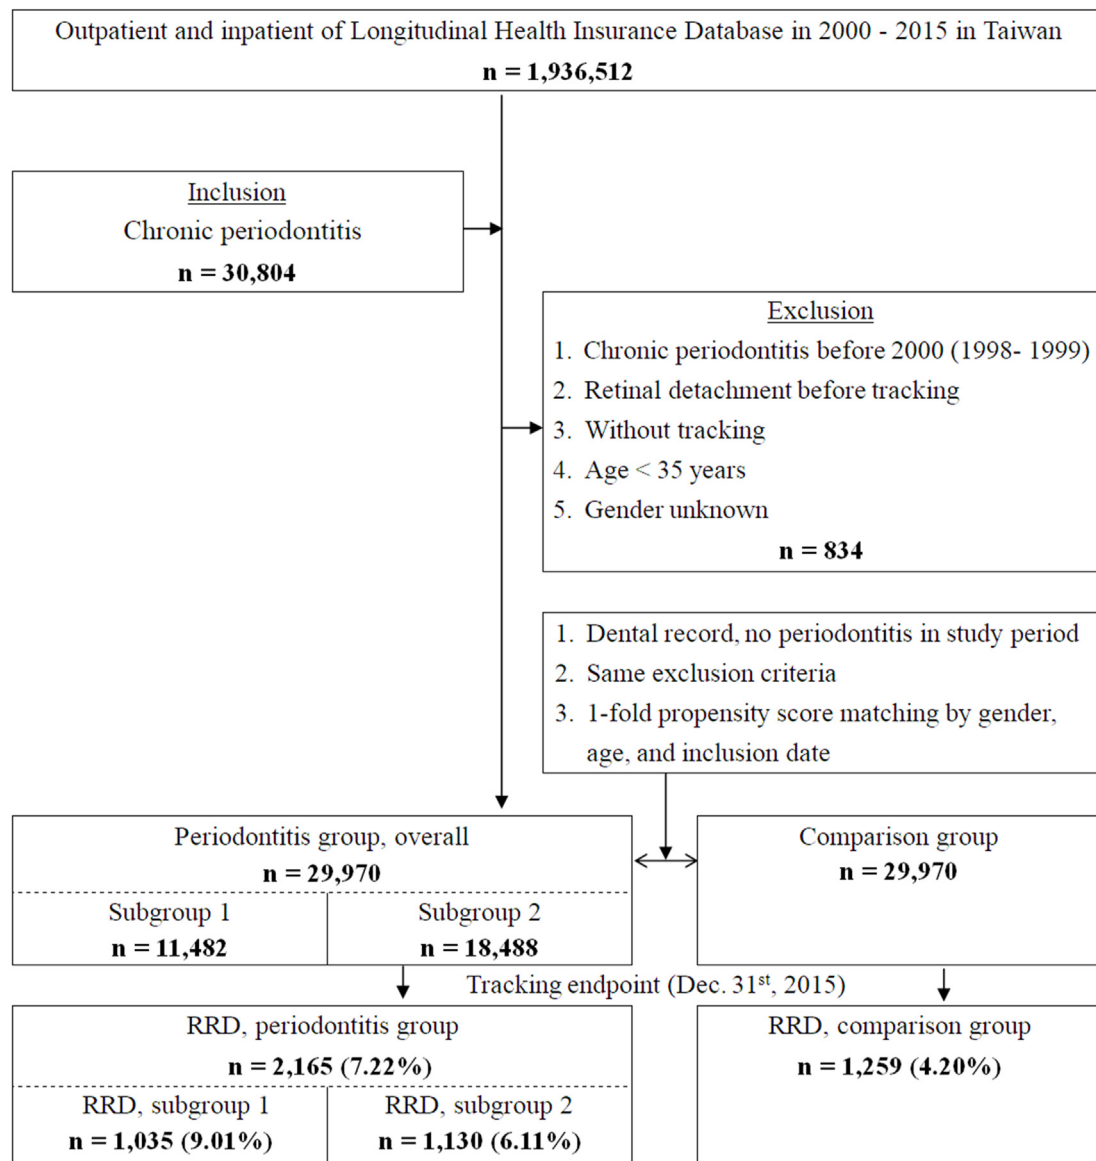 Outpatient and inpatient of Longitudinal Health Insurance Database in 2000 - 2015 in Taiwan
n = 1,936,512
Inclusion
Chronic periodontitis
n = 30,804
Exclusion
1. Chronic periodontitis before 2000 (1998- 1999)
2. Retinal detachment before tracking
3. Without tracking
4. Age < 35 years
5. Gender unknown
n = 834
1. Dental record, no periodontitis in study period
2. Same exclusion criteria
3. 1-fold propensity score matching by gender,
age, and inclusion date
Periodontitis group, overall
n = 29,970
Subgroup 1
n = 11,482
Subgroup 2
n = 18,488
Comparison group
n = 29,970
Tracking endpoint (Dec. 31st, 2015)
RRD, periodontitis group
n = 2,165 (7.22%)
RRD, subgroup 1
n = 1,035 (9.01%)
RRD, subgroup 2
n = 1,130 (6.11%)
RRD, comparison group
n = 1,259 (4.20%)